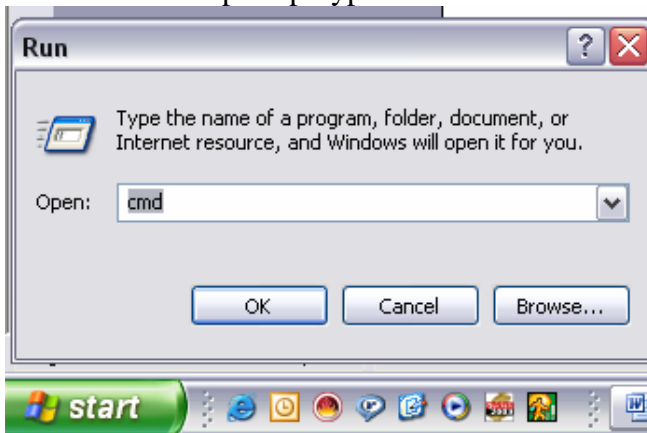 Run
Type the name of a program, folder, document, or
Internet resource, and Windows will open it for you.
Open: cmd
OK Cancel Browse...
start